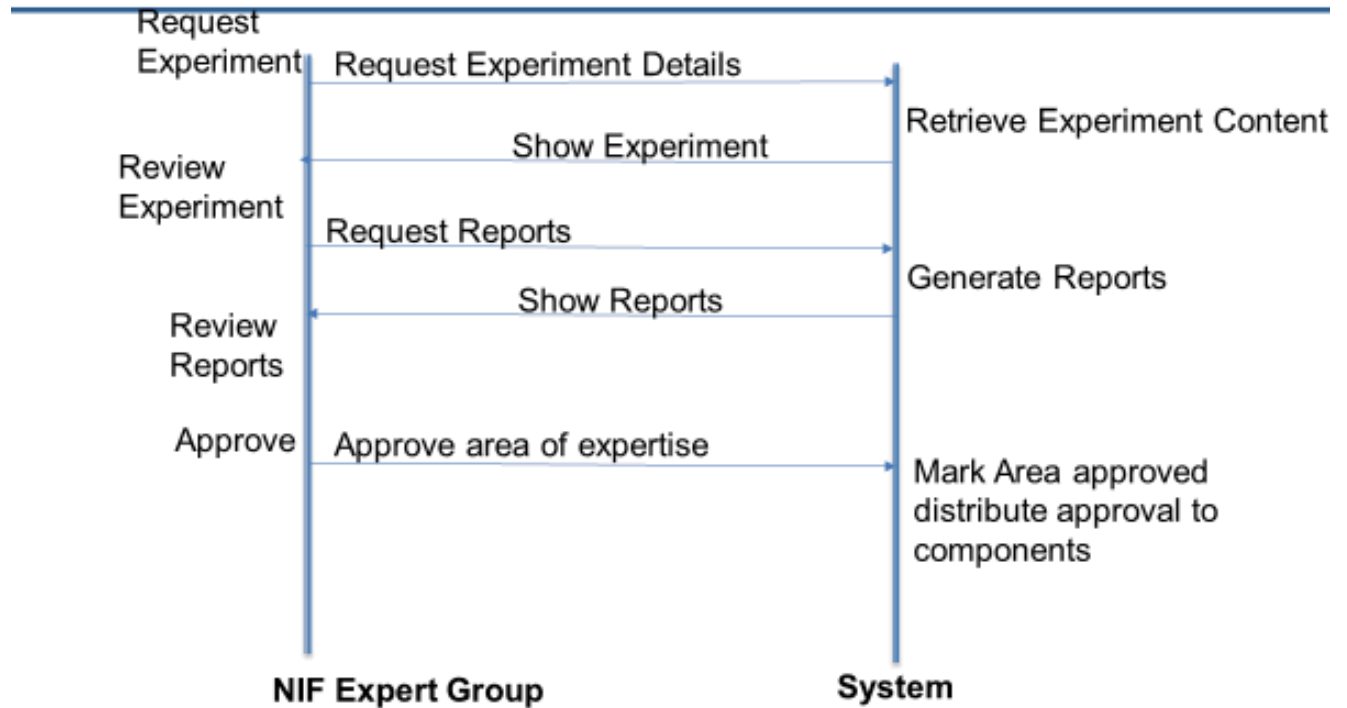 Request
Experiment
Request Experiment Details
Retrieve Experiment Content
Show Experiment
Review
Experiment
Request Reports
Generate Reports
Show Reports
Review
Reports
Approve
Approve area of expertise
Mark Area approved
distribute approval to
components
NIF Expert Group
System